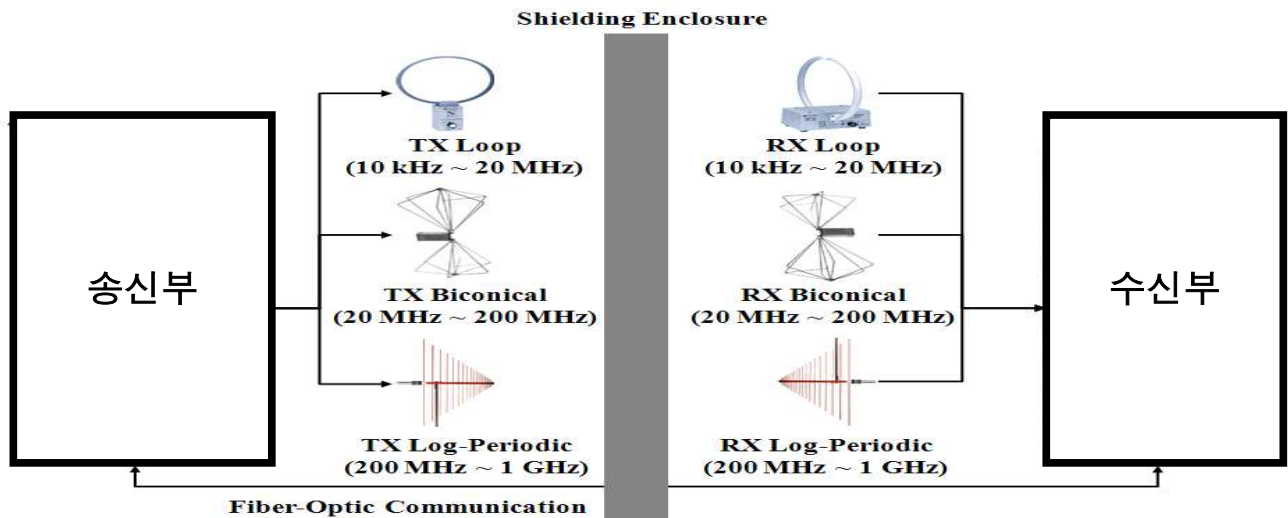 Shielding Enclosure
TX Loop
(10 kHz ~ 20 MHz)
RX Loop
(10 kHz ~ 20 MHz)
송신부
TX Biconical
(20 MHz ~ 200 MHz)
RX Biconical
(20 MHz ~ 200 MHz)
수신부
TX Log-Periodic
(200 MHz ~ 1 GHz)
RX Log-Periodic
(200 MHz ~ 1 GHz)
Fiber-Optic Communication